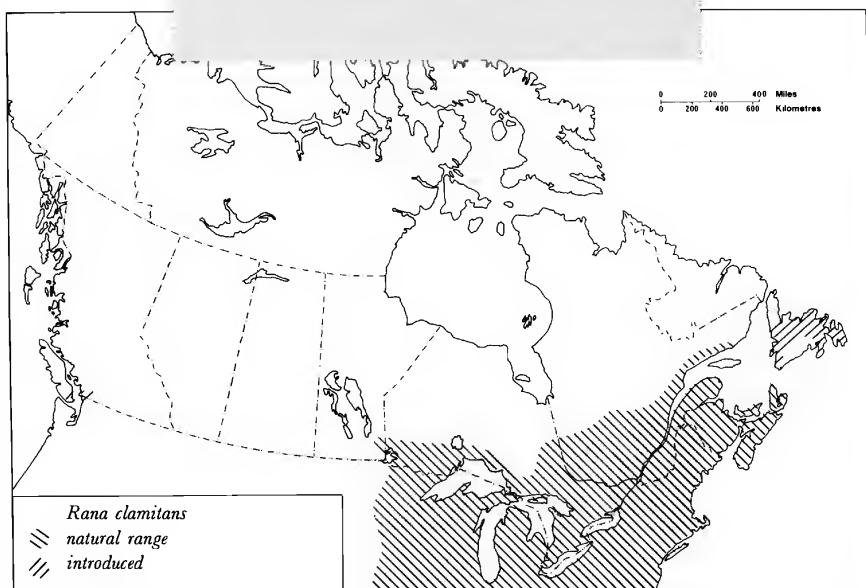 0 200 400 Miles
0 200 400 600 Kilometres
Rana clamitans
natural range
introduced